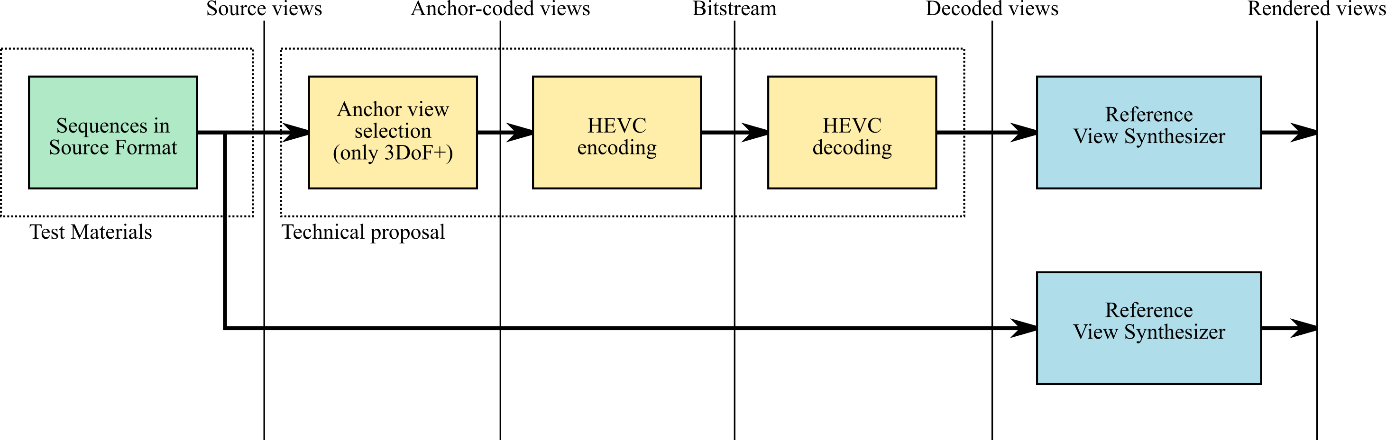 Source views
Anchor-coded views
Bitstream
Decoded views
Rendered views
Sequences in
Source Format
Anchor view
selection
(only 3DoF+)
HEVC
encoding
HEVC
decoding
Reference
View Synthesizer
Test Materials
Technical proposal
Reference
View Synthesizer